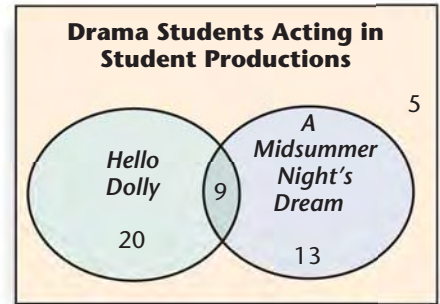 Drama Students Acting in
Student Productions
5
Hello
Dolly
20
9
A
Midsummer
Night's
Dream
13